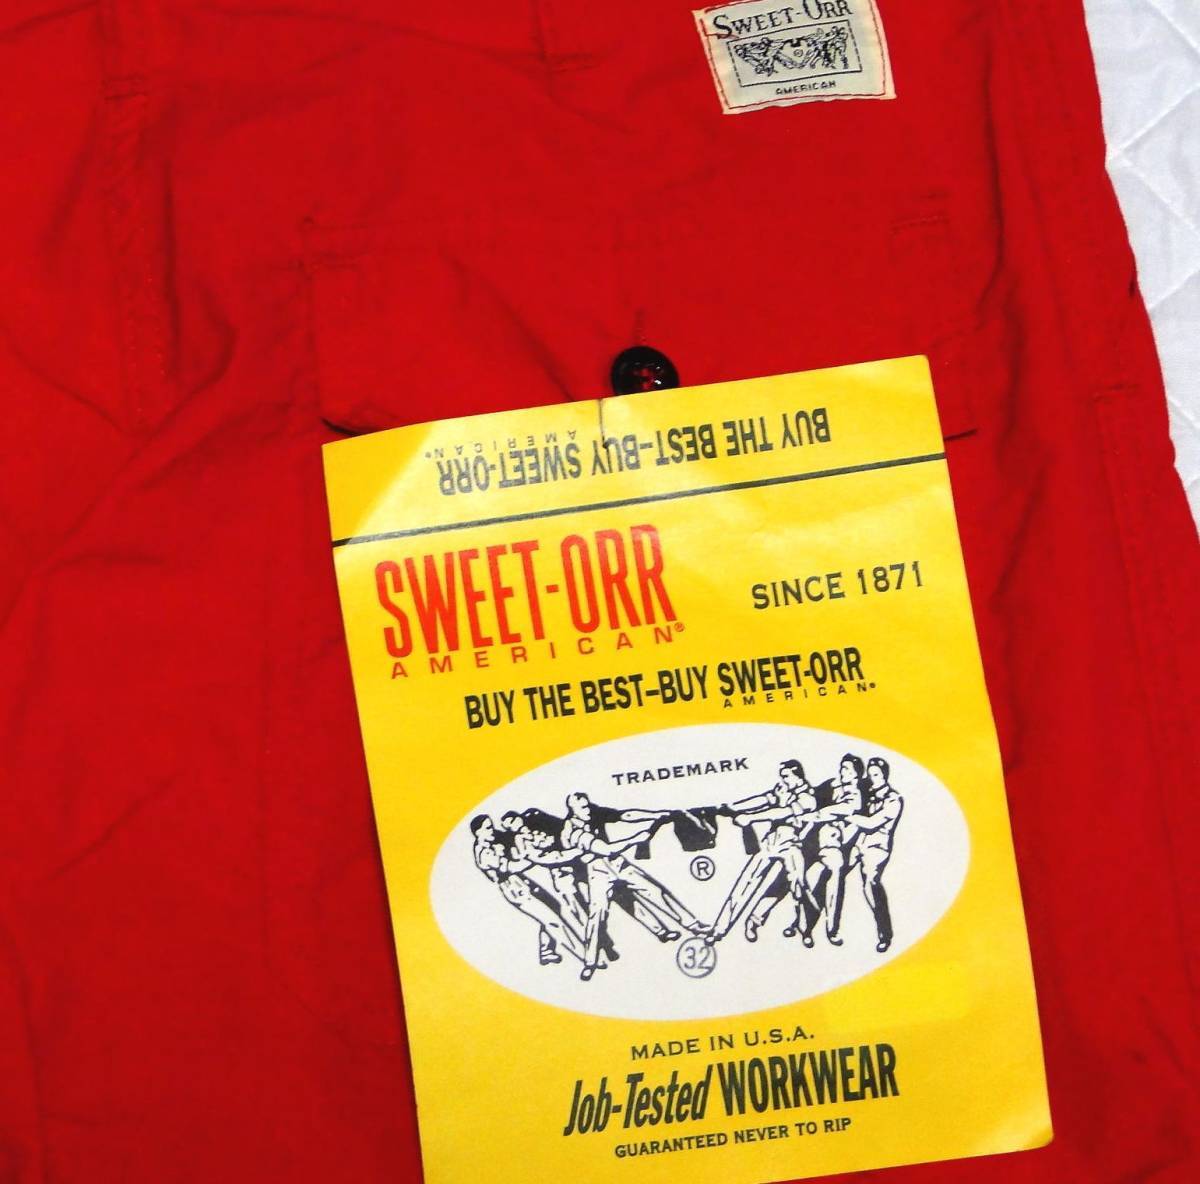 SWEET-ORR
®
AMERICAN
BUY THE BEST–BUY SWEET-ORR
AMERICAN®
SWEET-ORR
AMERICAN®
SINCE 1871
BUY THE BEST–BUY SWEET-ORR
AMERICAN®
TRADEMARK
®
32
MADE IN U.S.A.
Job-Tested WORKWEAR
GUARANTEED NEVER TO RIP